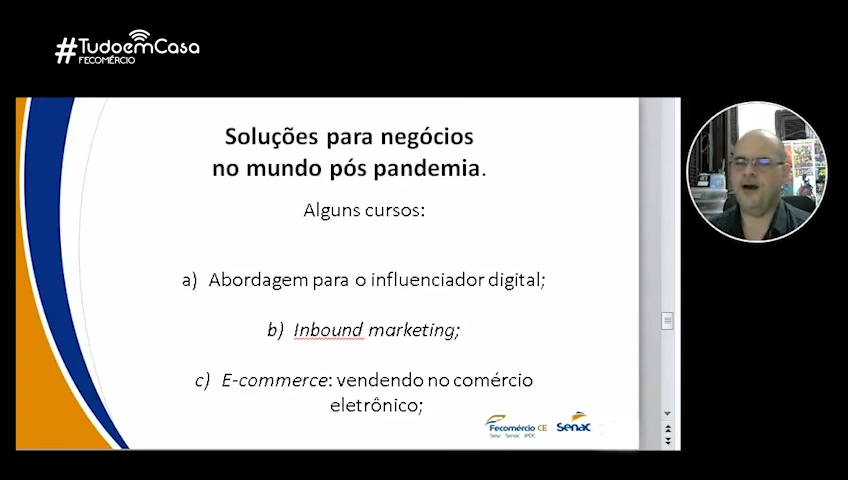 #TudoemCasa
FECOMÉRCIO
Soluções para negócios
no mundo pós pandemia.
Alguns cursos:
a) Abordagem para o influenciador digital;
b) Inbound marketing;
c) E-commerce: vendendo no comércio
eletrônico;
Fecomércio CE
Sesc Senac IPDC
Senac